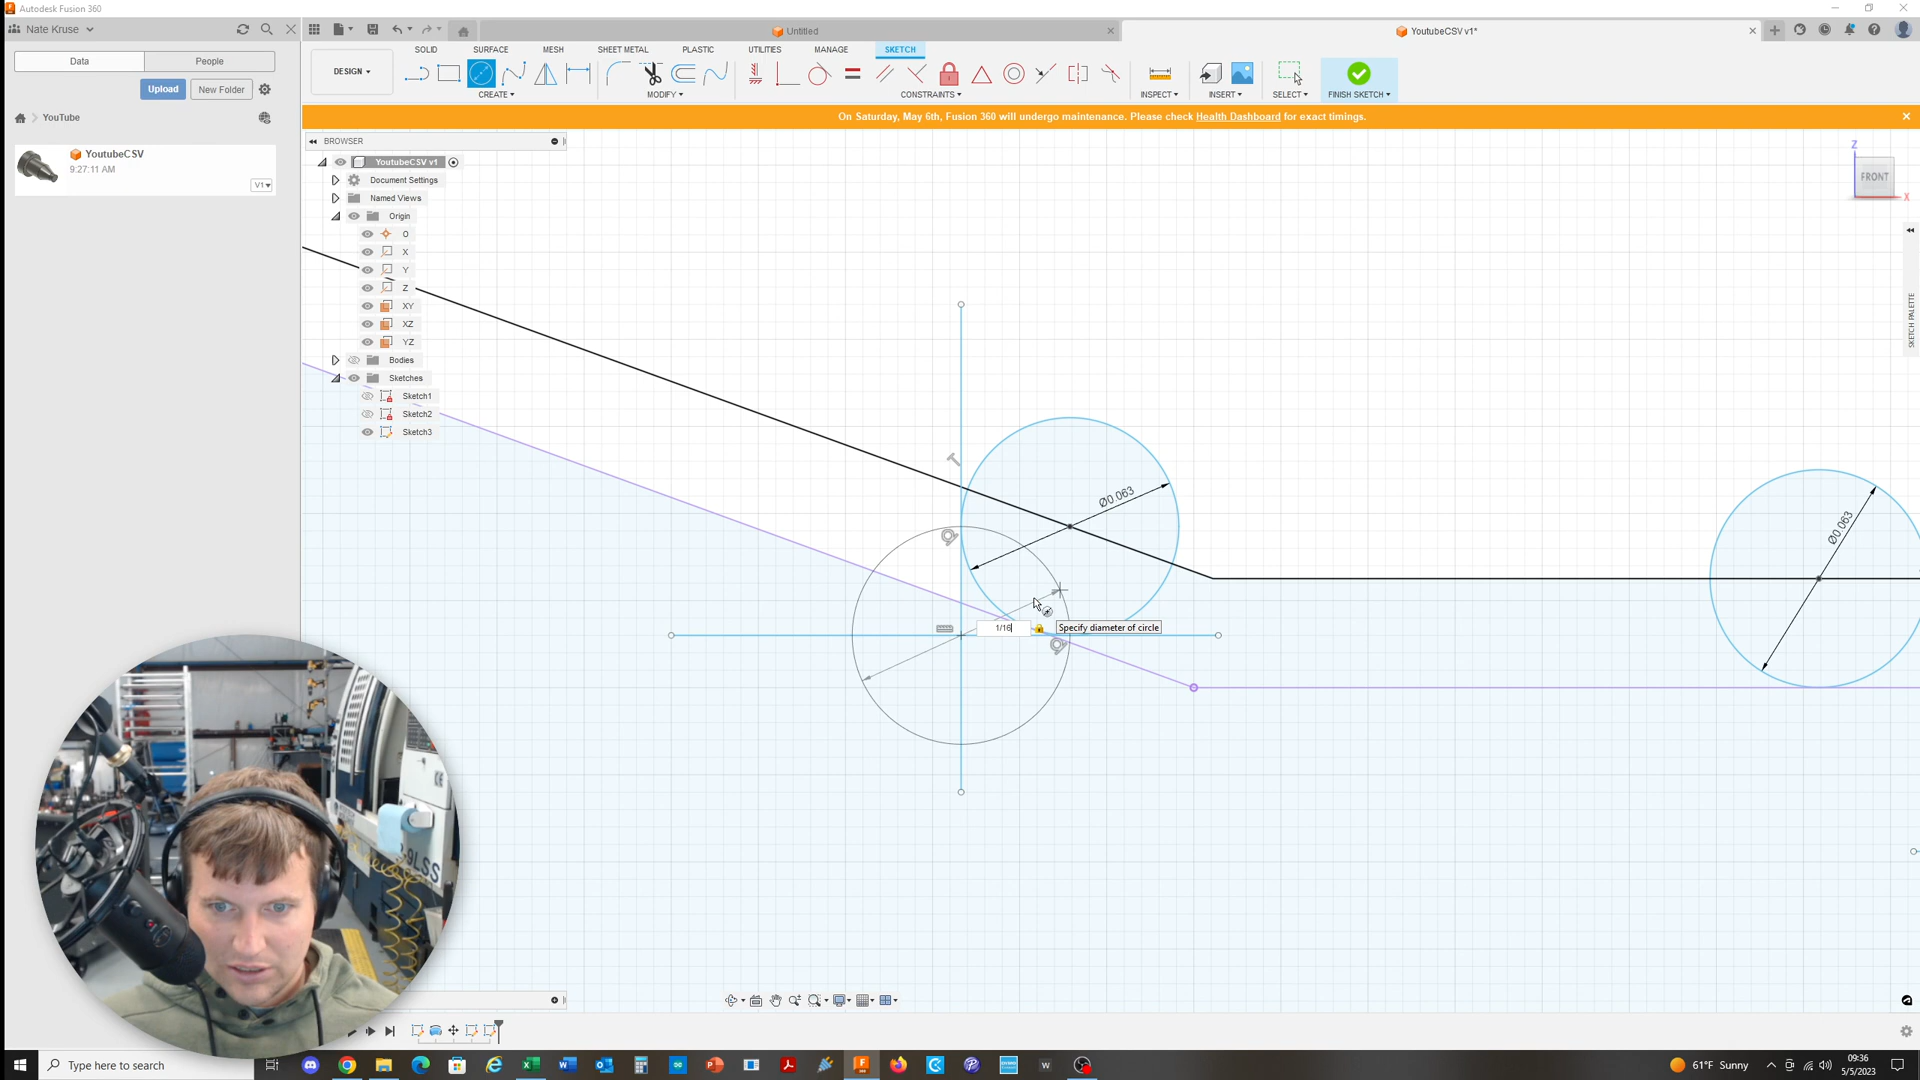 Autodesk Fusion 360
Nate Kruse
Untitled
YoutubeCSV v1*
Data
People
Upload
New Folder
YouTube
YoutubeCSV
9:27:11 AM
V1
DESIGN
SOLID
SURFACE
MESH
SHEET METAL
PLASTIC
UTILITIES
MANAGE
SKETCH
CREATE
MODIFY
CONSTRAINTS
INSPECT
INSERT
SELECT
FINISH SKETCH
On Saturday, May 6th, Fusion 360 will undergo maintenance. Please check Health Dashboard for exact timings.
BROWSER
YoutubeCSV v1
Document Settings
Named Views
Origin
O
X
Y
Z
XY
XZ
YZ
Bodies
Sketches
Sketch1
Sketch2
Sketch3
Z
FRONT
X
SKETCH PALETTE
Ø0.063
Ø0.063
1/16
Specify diameter of circle
9LSS
Type here to search
61°F Sunny
09:36
5/5/2023